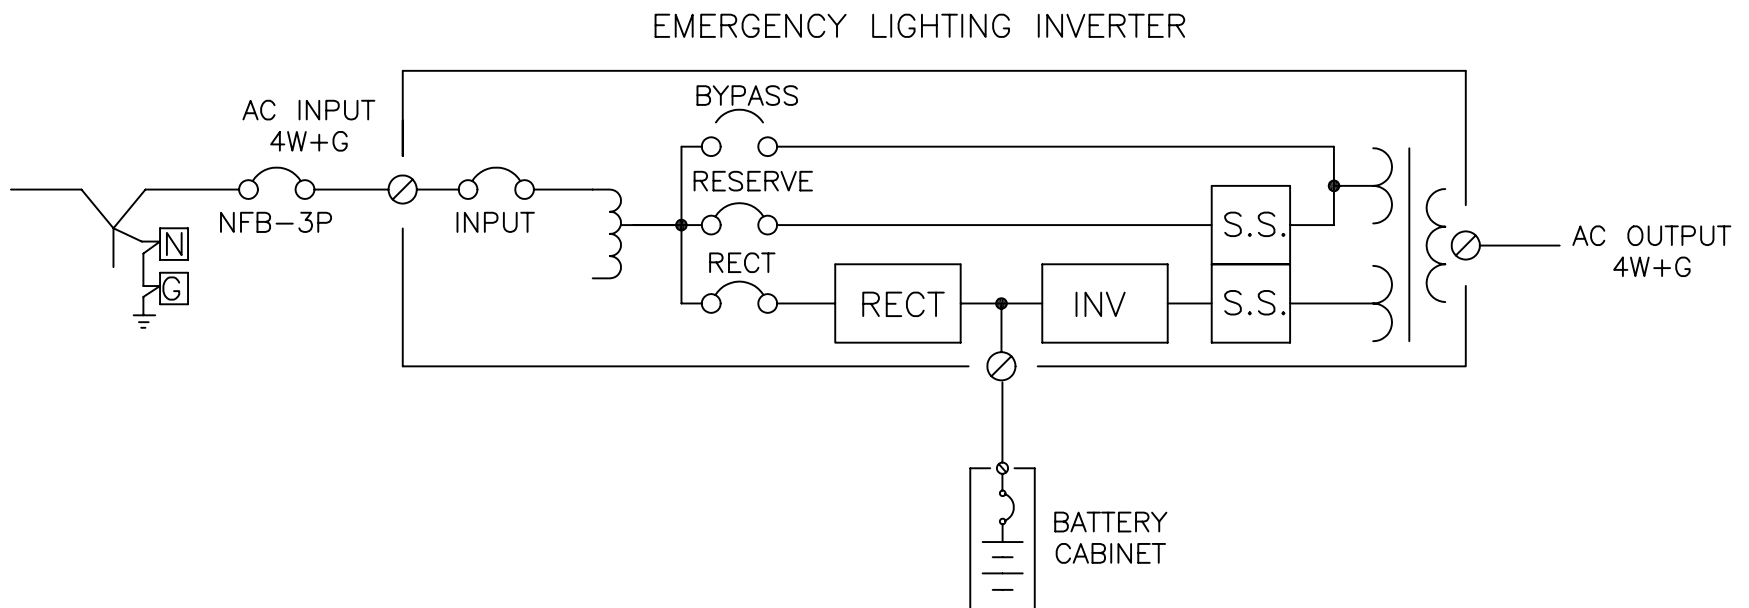 EMERGENCY LIGHTING INVERTER
AC INPUT
4W+G
BYPASS
RESERVE
NFB-3P
INPUT
S.S.
N
RECT
G
RECT
INV
S.S.
AC OUTPUT
4W+G
BATTERY
CABINET